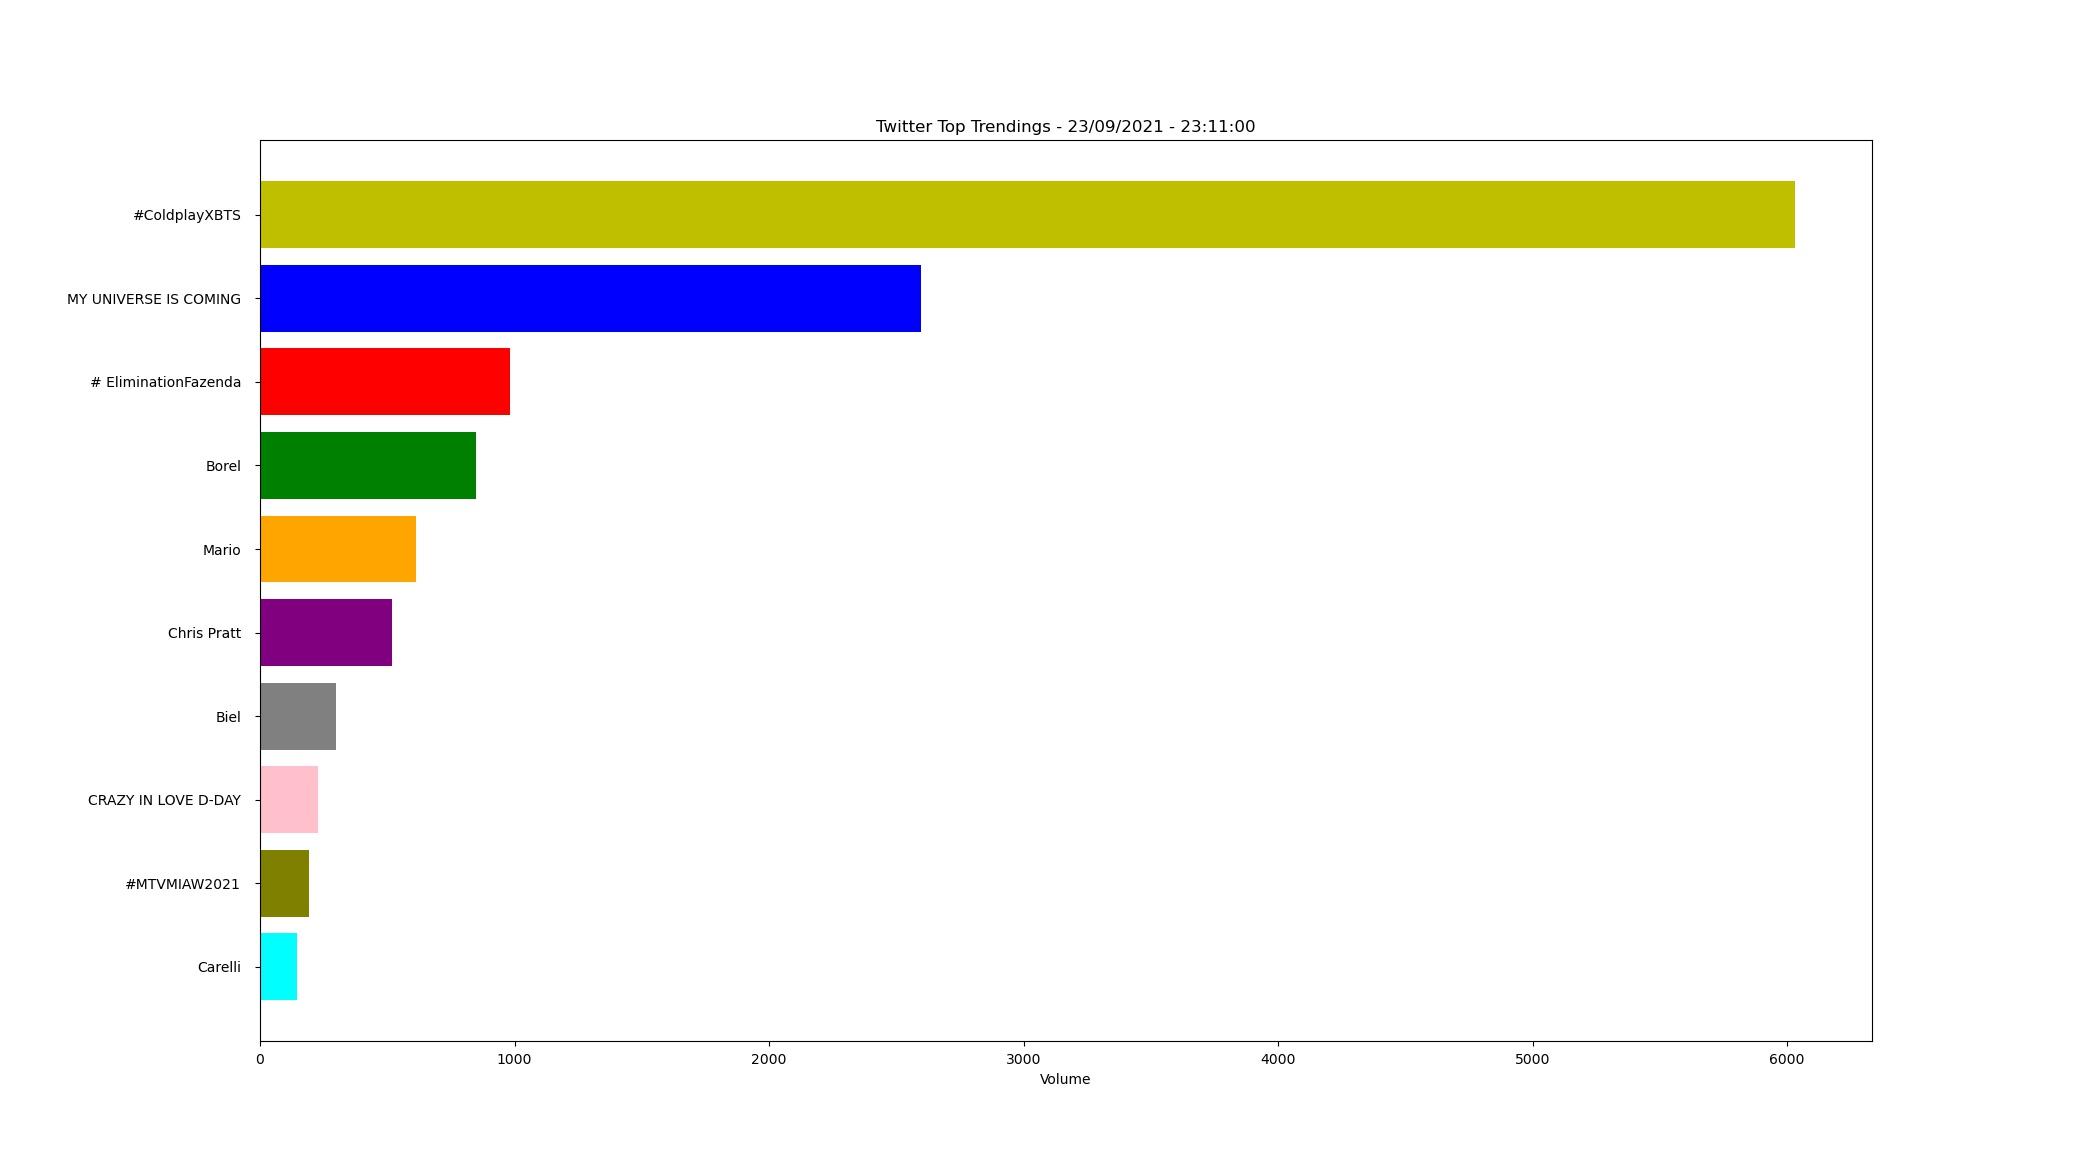 Twitter Top Trendings - 23/09/2021 - 23:11:00
#ColdplayXBTS
MY UNIVERSE IS COMING
# EliminationFazenda
Borel
Mario
Chris Pratt
Biel
CRAZY IN LOVE D-DAY
#MTVMIAW2021
Carelli
0 1000 2000 3000 4000 5000 6000
Volume